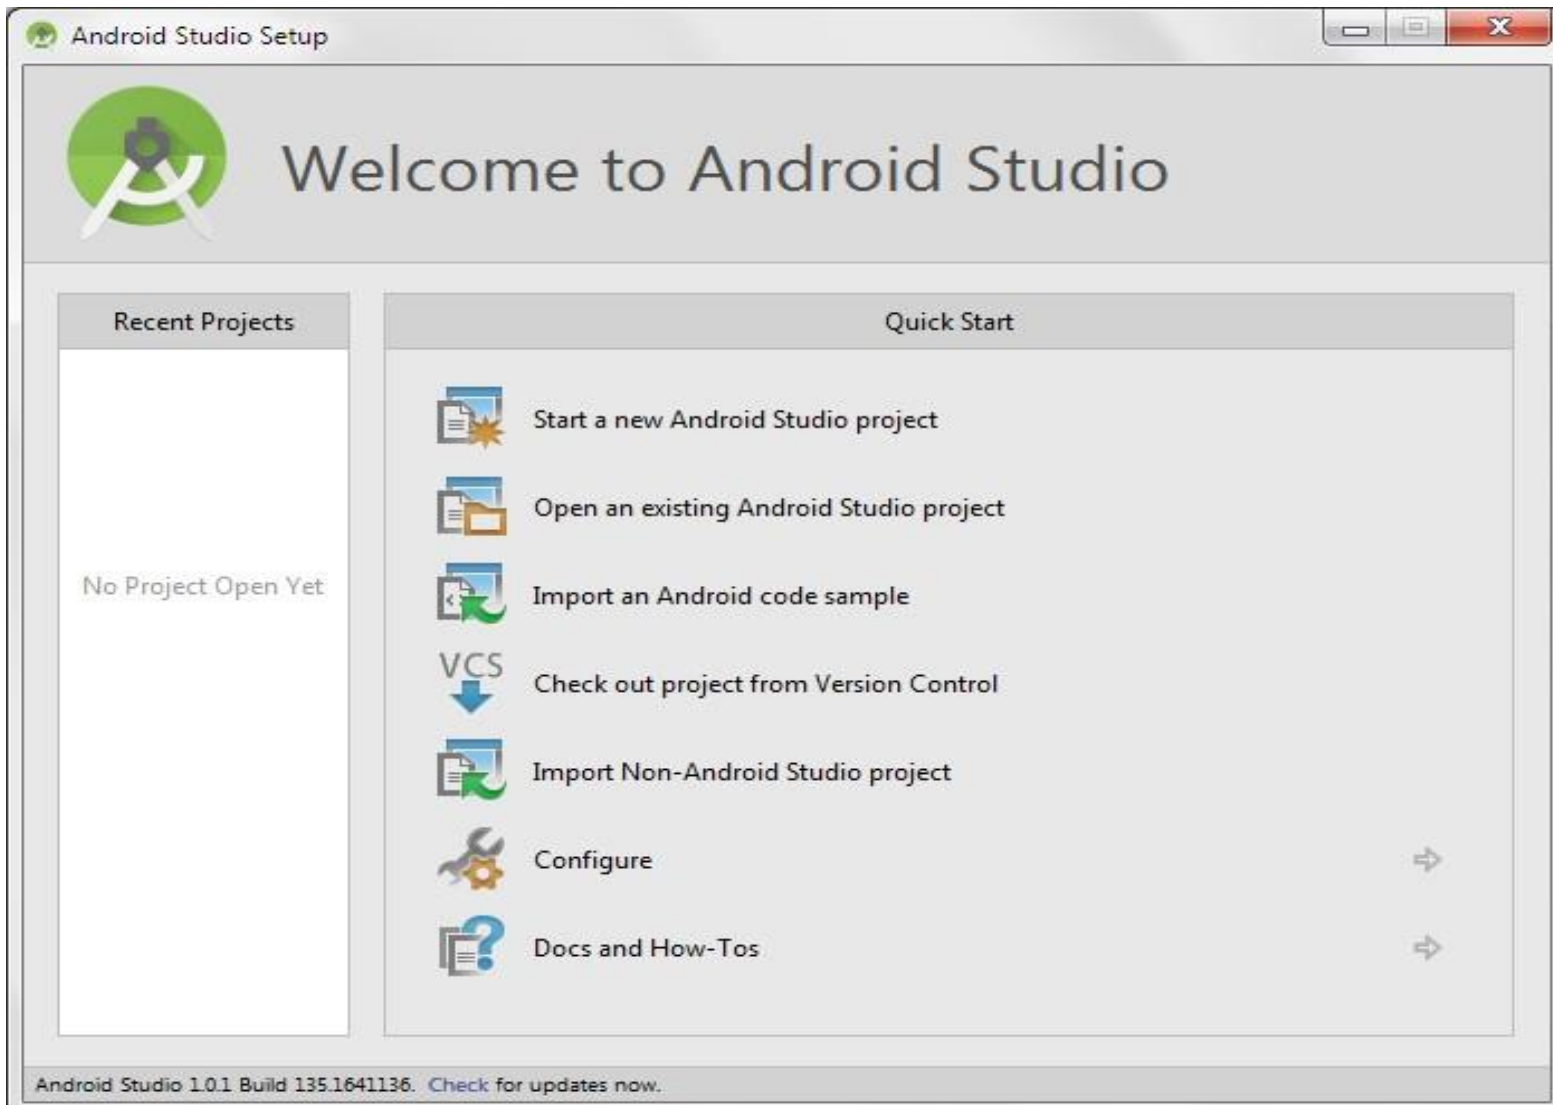 Android Studio Setup
Welcome to Android Studio
Recent Projects
No Project Open Yet
Quick Start
Start a new Android Studio project
Open an existing Android Studio project
Import an Android code sample
VCS
Check out project from Version Control
Import Non-Android Studio project
Configure
Docs and How-Tos
Android Studio 1.0.1 Build 135.1641136. Check for updates now.